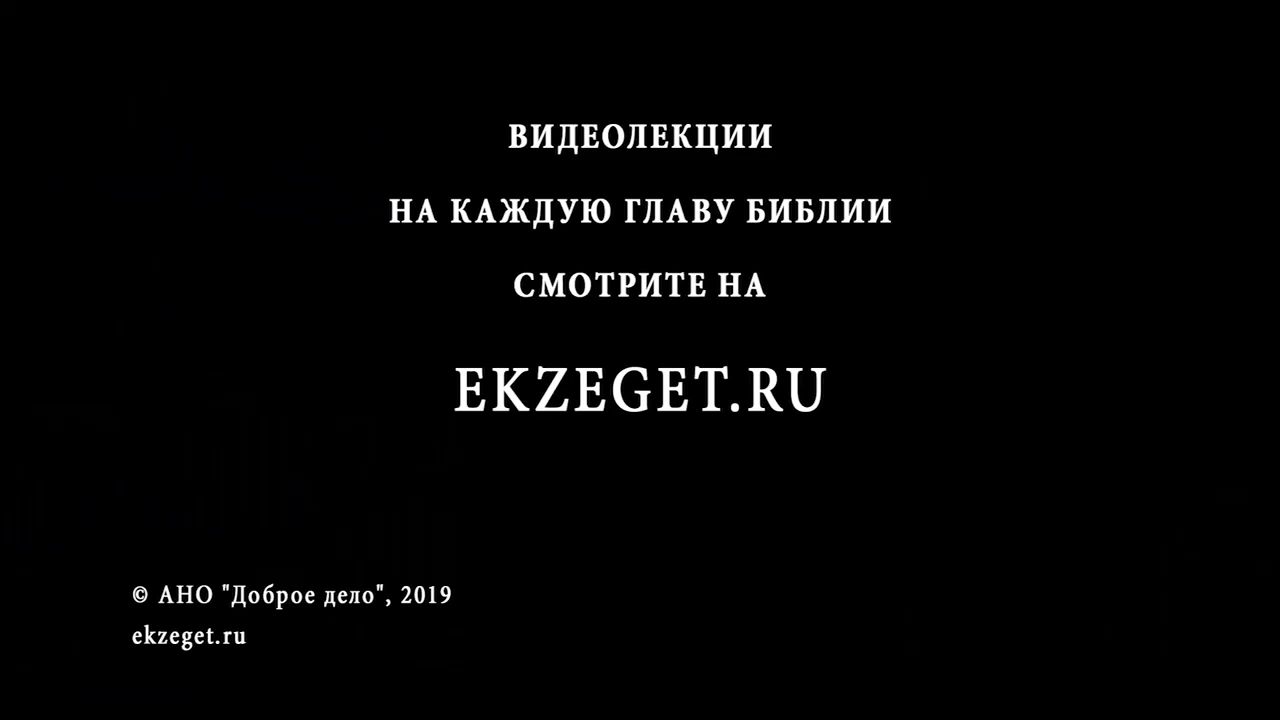 ВИДЕОЛЕКЦИИ
НА КАЖДУЮ ГЛАВУ БИБЛИИ
СМОТРИТЕ НА
EKZEGET.RU
© АНО "Доброе дело", 2019
ekzeget.ru